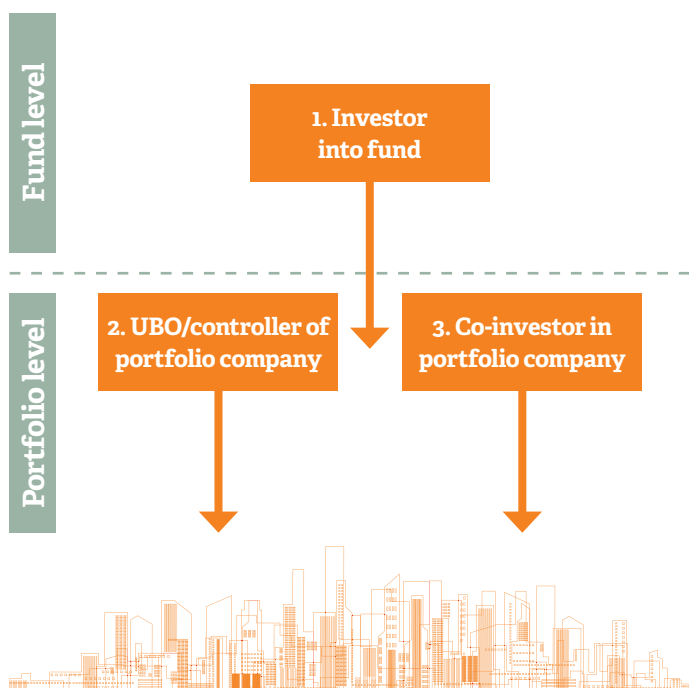 Fund level
1. Investor
into fund
Portfolio level
2. UBO/controller of
portfolio company
3. Co-investor in
portfolio company